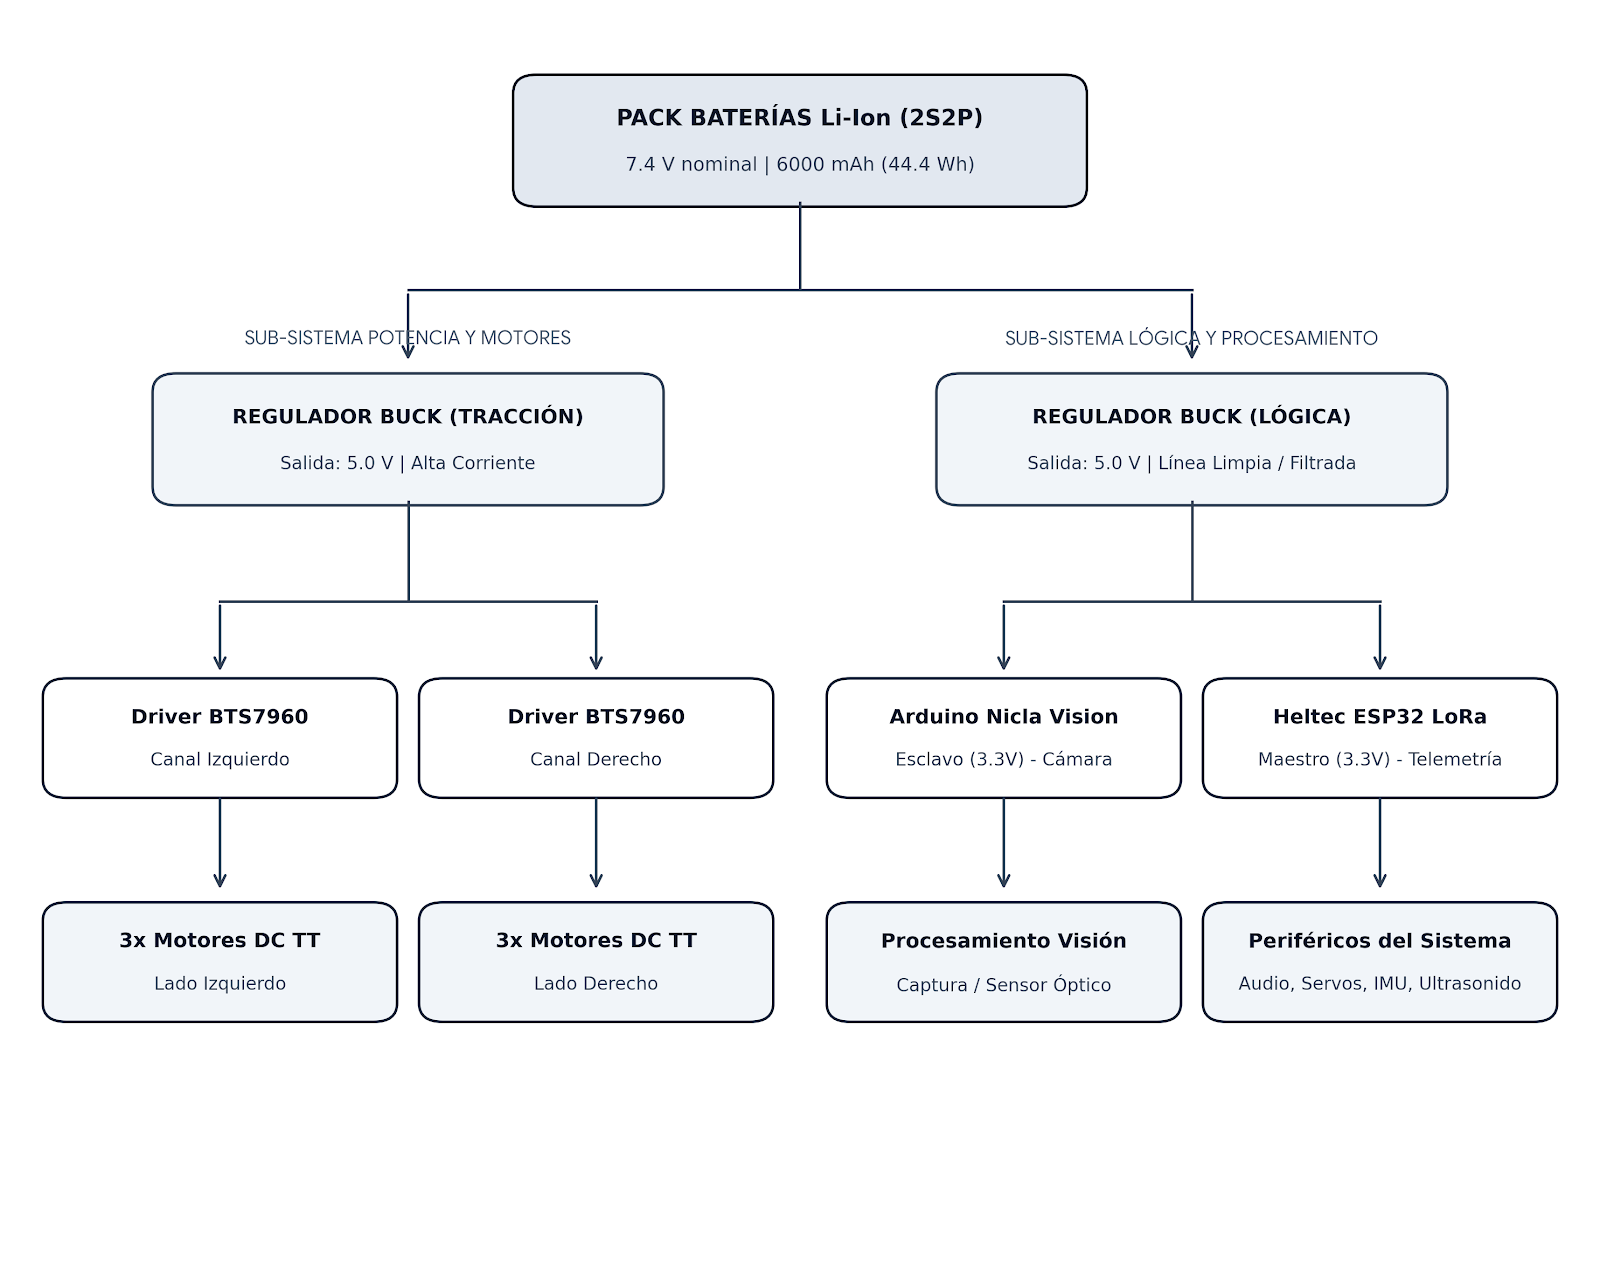 PACK BATERÍAS Li-Ion (2S2P)
7.4 V nominal | 6000 mAh (44.4 Wh)
SUB-SISTEMA POTENCIA Y MOTORES
SUB-SISTEMA LÓGICA Y PROCESAMIENTO
REGULADOR BUCK (TRACCIÓN)
Salida: 5.0 V | Alta Corriente
REGULADOR BUCK (LÓGICA)
Salida: 5.0 V | Línea Limpia / Filtrada
Driver BTS7960
Canal Izquierdo
Driver BTS7960
Canal Derecho
Arduino Nicla Vision
Esclavo (3.3V) - Cámara
Heltec ESP32 LoRa
Maestro (3.3V) - Telemetría
3x Motores DC TT
Lado Izquierdo
3x Motores DC TT
Lado Derecho
Procesamiento Visión
Captura / Sensor Óptico
Periféricos del Sistema
Audio, Servos, IMU, Ultrasonido